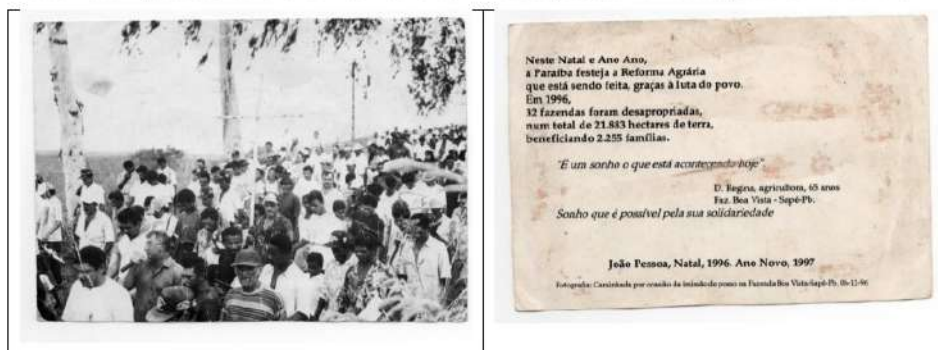 Neste Natal e Ano Ano,
a Paraíba festeja a Reforma Agrária
que está sendo feita, graças à luta do povo.
Em 1996,
32 fazendas foram desapropriadas,
num total de 21.883 hectares de terra,
beneficiando 2.255 famílias.
"É um sonho o que está acontecendo hoje"
D. Regina, agricultora, 65 anos
Faz. Boa Vista - Sapé-Pb.
Sonho que é possível pela sua solidariedade
João Pessoa, Natal, 1996. Ano Novo, 1997
Fotografia: Caminhada por ocasião da imissão de posse na Fazenda Boa Vista-Sapé-Pb. 06-11-96